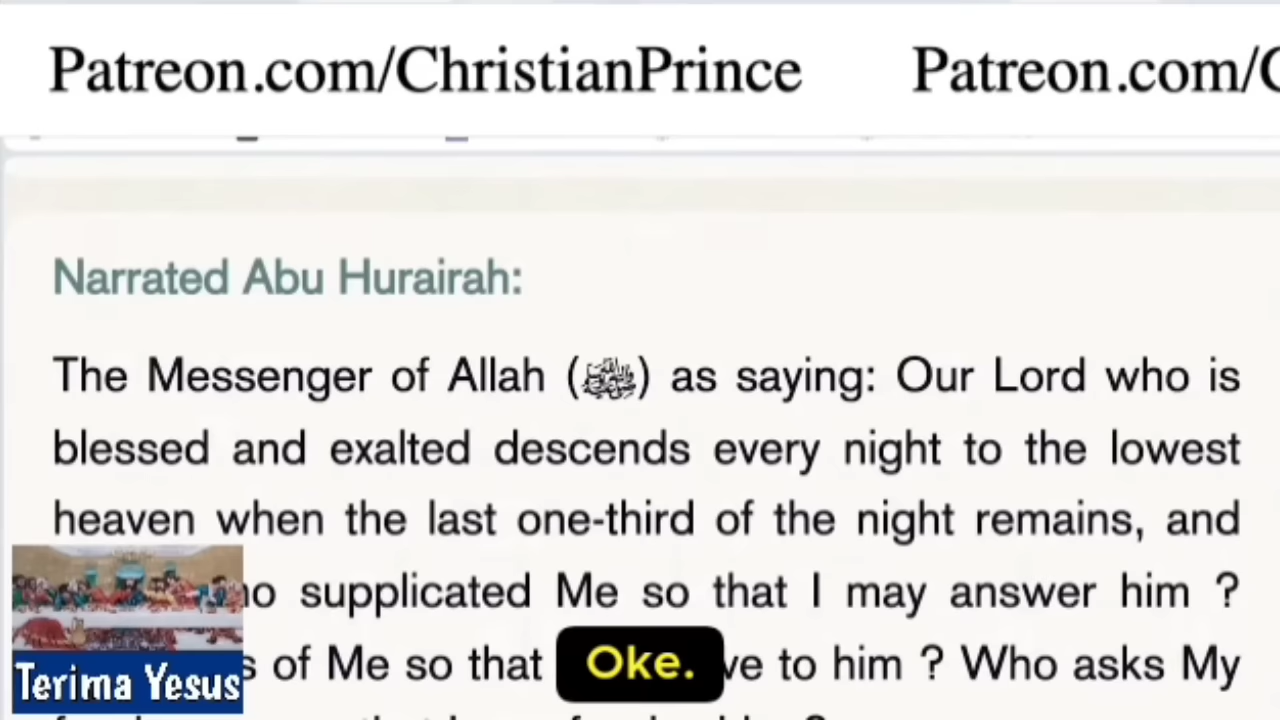 Patreon.com/ChristianPrince Patreon.com/C
Narrated Abu Hurairah:
The Messenger of Allah (ﷺ) as saying: Our Lord who is
blessed and exalted descends every night to the lowest
heaven when the last one-third of the night remains, and
supplicated Me so that I may answer him ?
of Me so that Oke. to him ? Who asks My
Terima Yesus